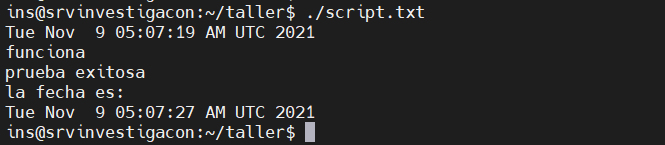 ins@srvinvestigacon:~/taller$ ./script.txt
Tue Nov  9 05:07:19 AM UTC 2021
funciona
prueba exitosa
la fecha es:
Tue Nov  9 05:07:27 AM UTC 2021
ins@srvinvestigacon:~/taller$